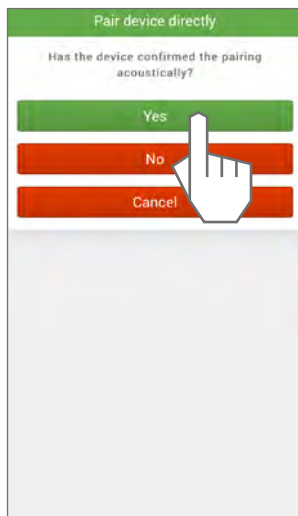 Pair device directly
Has the device confirmed the pairing
acoustically?
Yes
No
Cancel